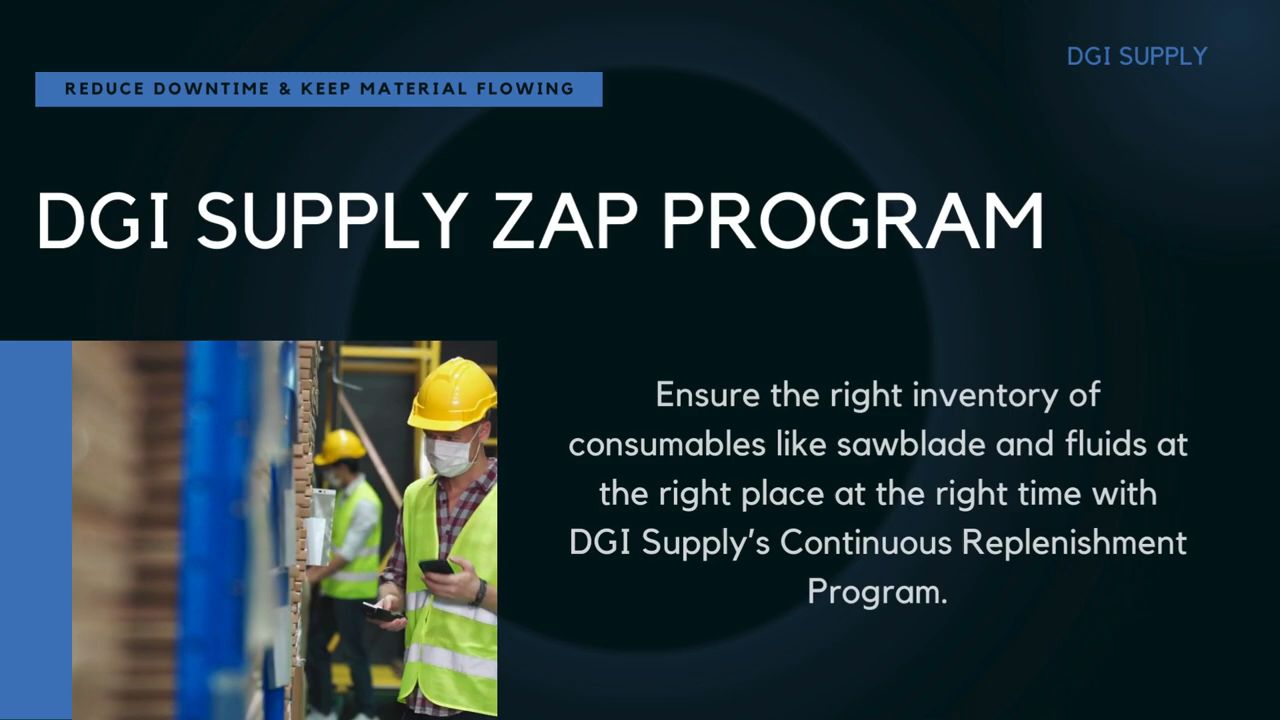 DGI SUPPLY
REDUCE DOWNTIME & KEEP MATERIAL FLOWING
DGI SUPPLY ZAP PROGRAM
Ensure the right inventory of
consumables like sawblade and fluids at
the right place at the right time with
DGI Supply’s Continuous Replenishment
Program.